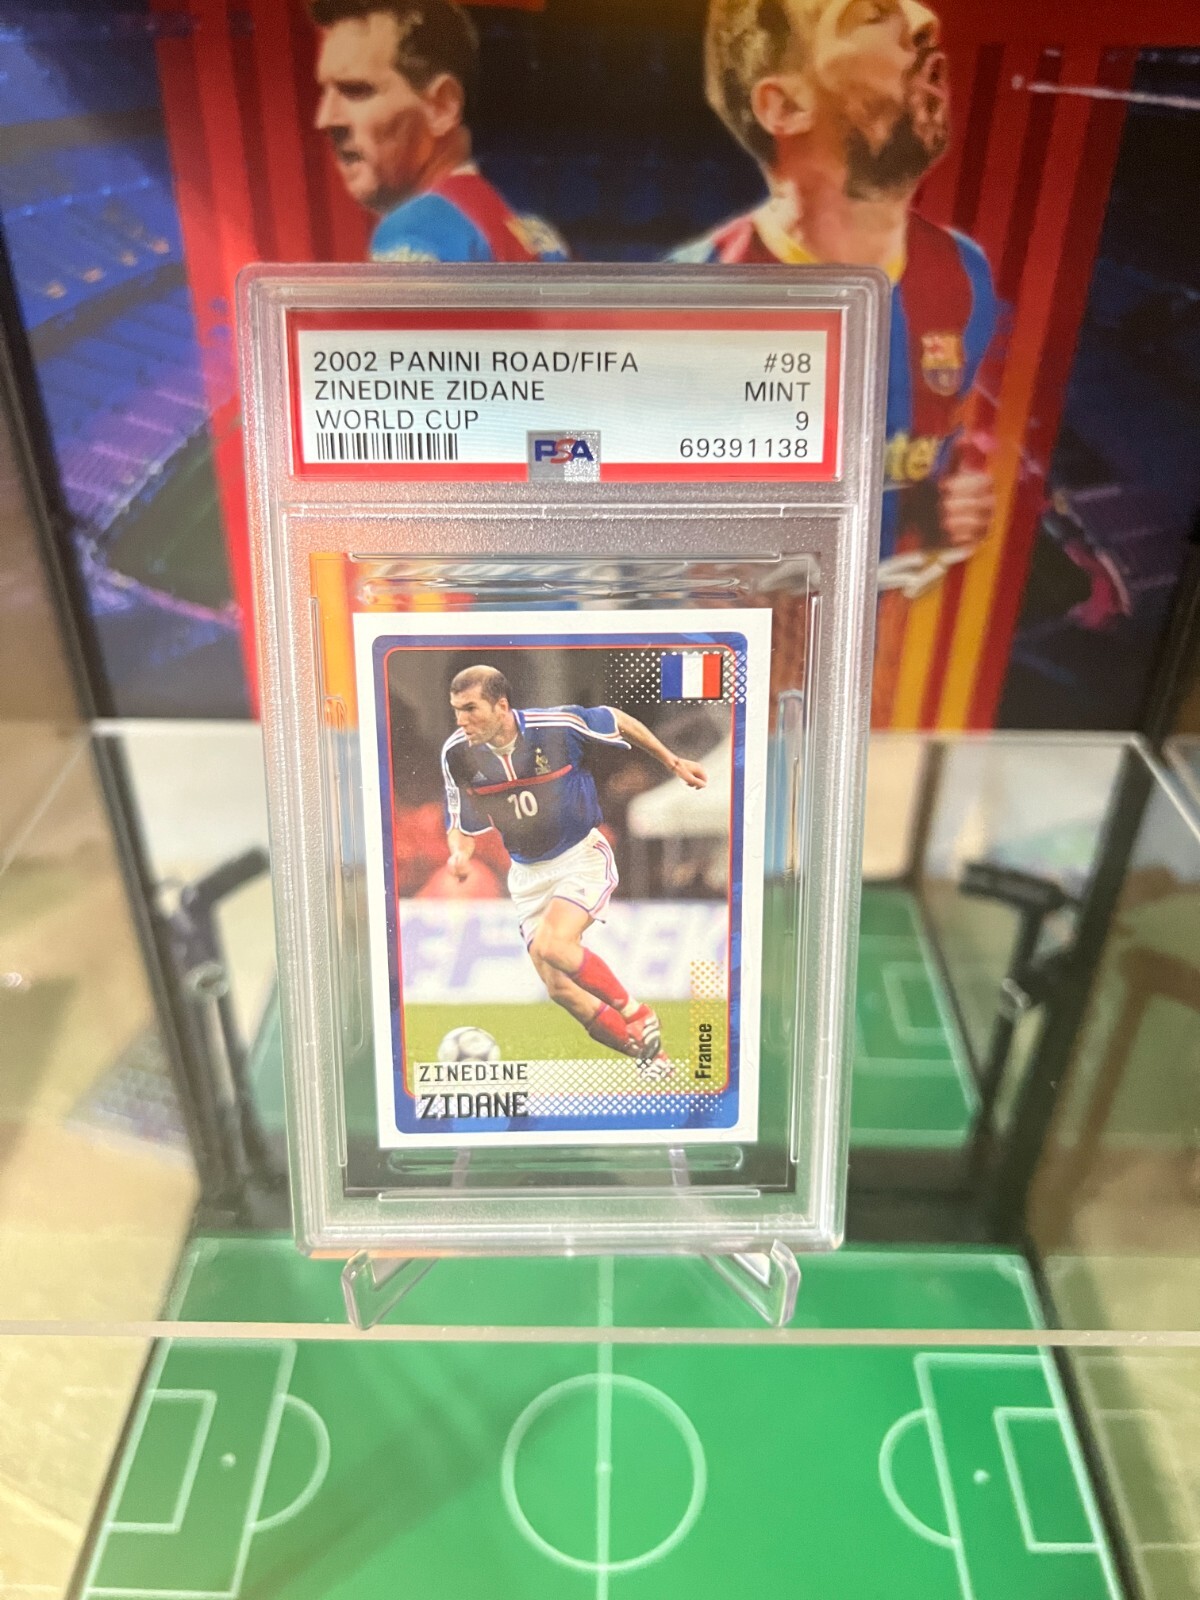 2002 PANINI ROAD/FIFA #98
ZINEDINE ZIDANE MINT
WORLD CUP 9
PSA 69391138
10
France
ZINEDINE
ZIDANE